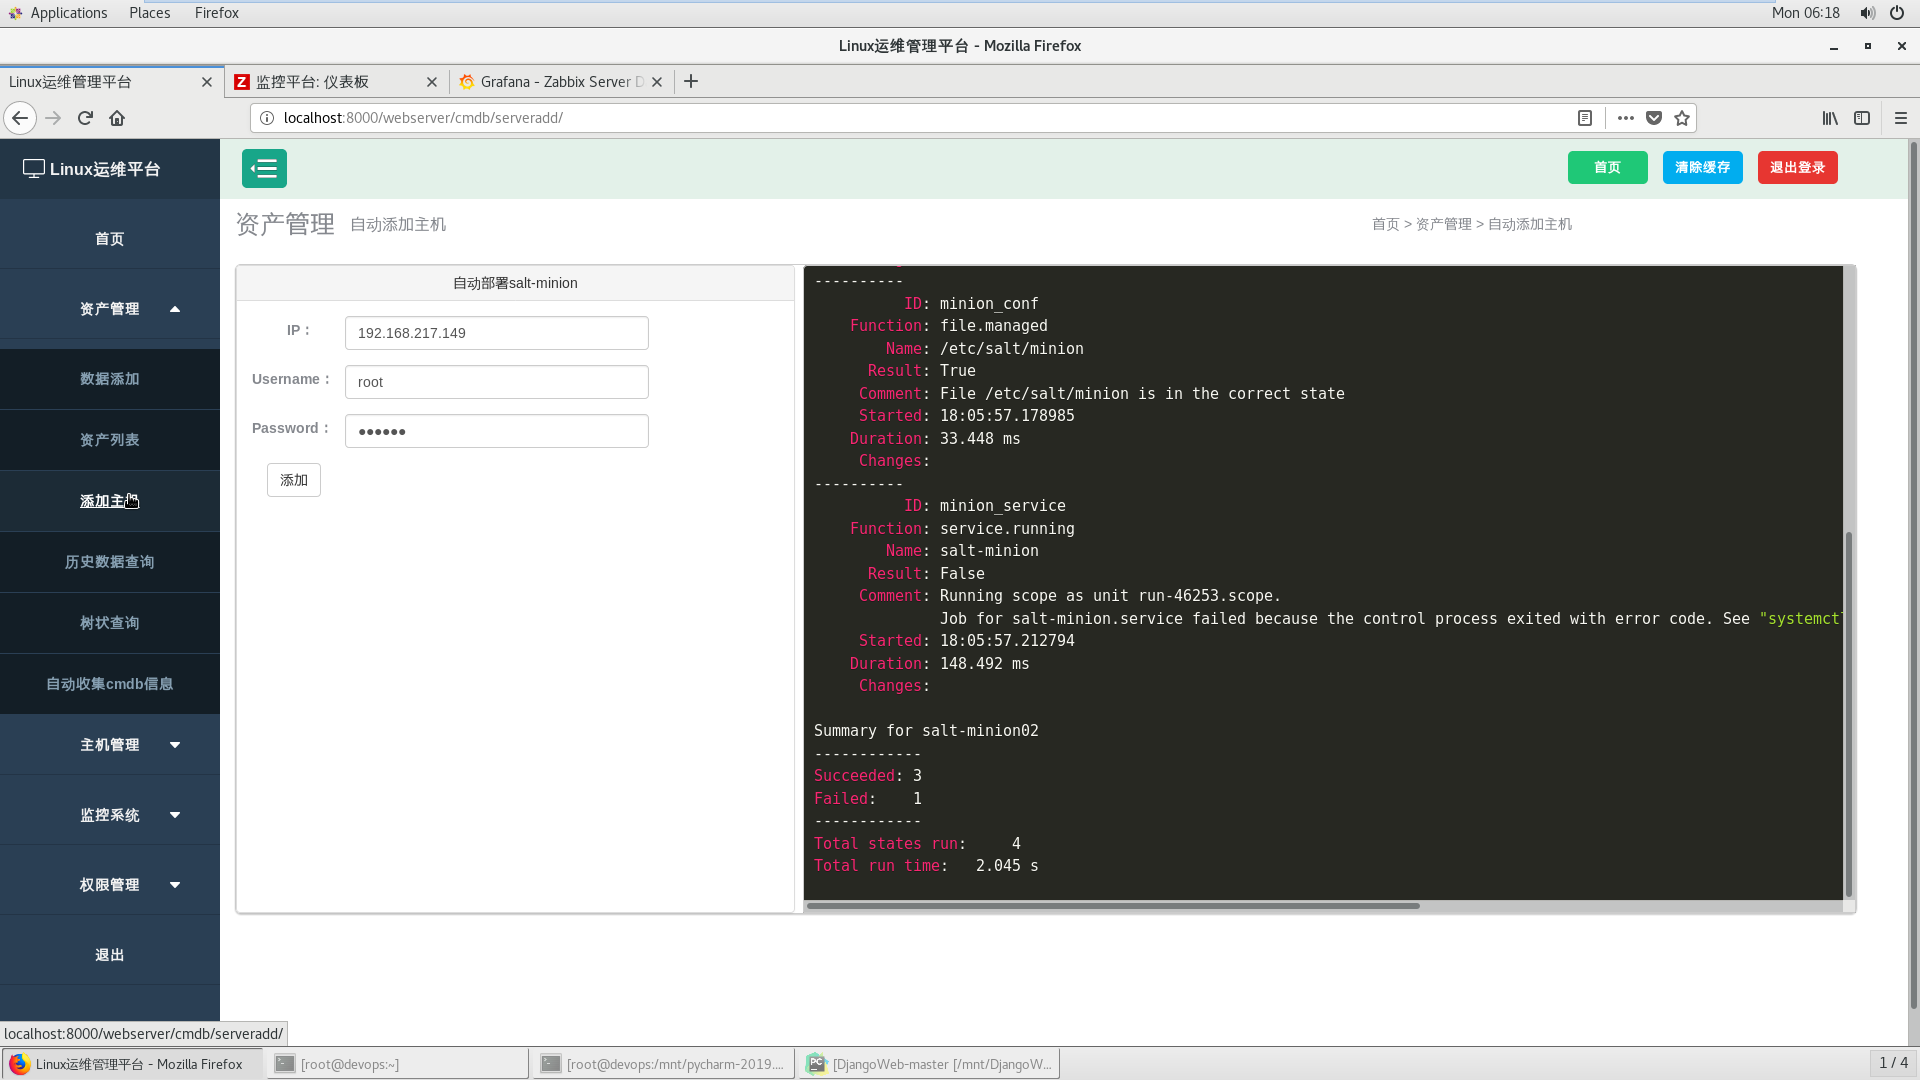 Applications Places Firefox Mon 06:18
Linux运维管理平台 - Mozilla Firefox
Linux运维管理平台 监控平台: 仪表板 Grafana - Zabbix Server D
localhost:8000/webserver/cmdb/serveradd/
Linux运维平台
首页 清除缓存 退出登录
首页
资产管理
数据添加
资产列表
添加主机
历史数据查询
树状查询
自动收集cmdb信息
主机管理
监控系统
权限管理
退出
资产管理 自动添加主机
首页 > 资产管理 > 自动添加主机
自动部署salt-minion
IP： 192.168.217.149
Username： root
Password： ●●●●●●
添加
----------
ID: minion_conf
Function: file.managed
Name: /etc/salt/minion
Result: True
Comment: File /etc/salt/minion is in the correct state
Started: 18:05:57.178985
Duration: 33.448 ms
Changes:
----------
ID: minion_service
Function: service.running
Name: salt-minion
Result: False
Comment: Running scope as unit run-46253.scope.
Job for salt-minion.service failed because the control process exited with error code. See "systemctl
Started: 18:05:57.212794
Duration: 148.492 ms
Changes:
Summary for salt-minion02
------------
Succeeded: 3
Failed: 1
------------
Total states run: 4
Total run time: 2.045 s
localhost:8000/webserver/cmdb/serveradd/
Linux运维管理平台 - Mozilla Firefox [root@devops:~] [root@devops:/mnt/pycharm-2019.... [DjangoWeb-master [/mnt/DjangoW... 1 / 4